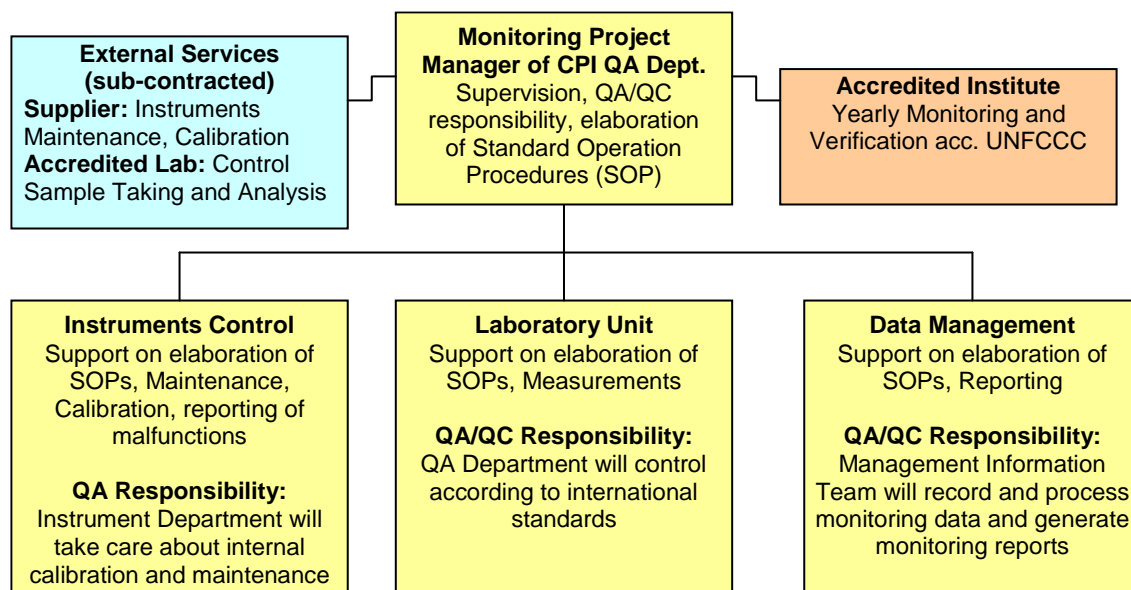 External Services
(sub-contracted)
Supplier: Instruments
Maintenance, Calibration
Accredited Lab: Control
Sample Taking and Analysis
Monitoring Project
Manager of CPI QA Dept.
Supervision, QA/QC
responsibility, elaboration
of Standard Operation
Procedures (SOP)
Accredited Institute
Yearly Monitoring and
Verification acc. UNFCCC
Instruments Control
Support on elaboration of
SOPs, Maintenance,
Calibration, reporting of
malfunctions
QA Responsibility:
Instrument Department will
take care about internal
calibration and maintenance
Laboratory Unit
Support on elaboration of
SOPs, Measurements
QA/QC Responsibility:
QA Department will control
according to international
standards
Data Management
Support on elaboration of
SOPs, Reporting
QA/QC Responsibility:
Management Information
Team will record and process
monitoring data and generate
monitoring reports